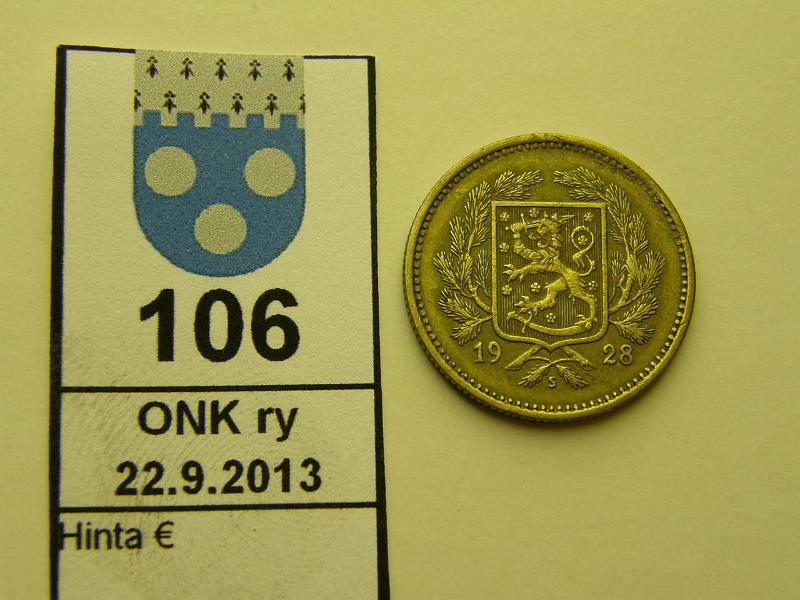 106
ONK ry
22.9.2013
Hinta €
19 28
S